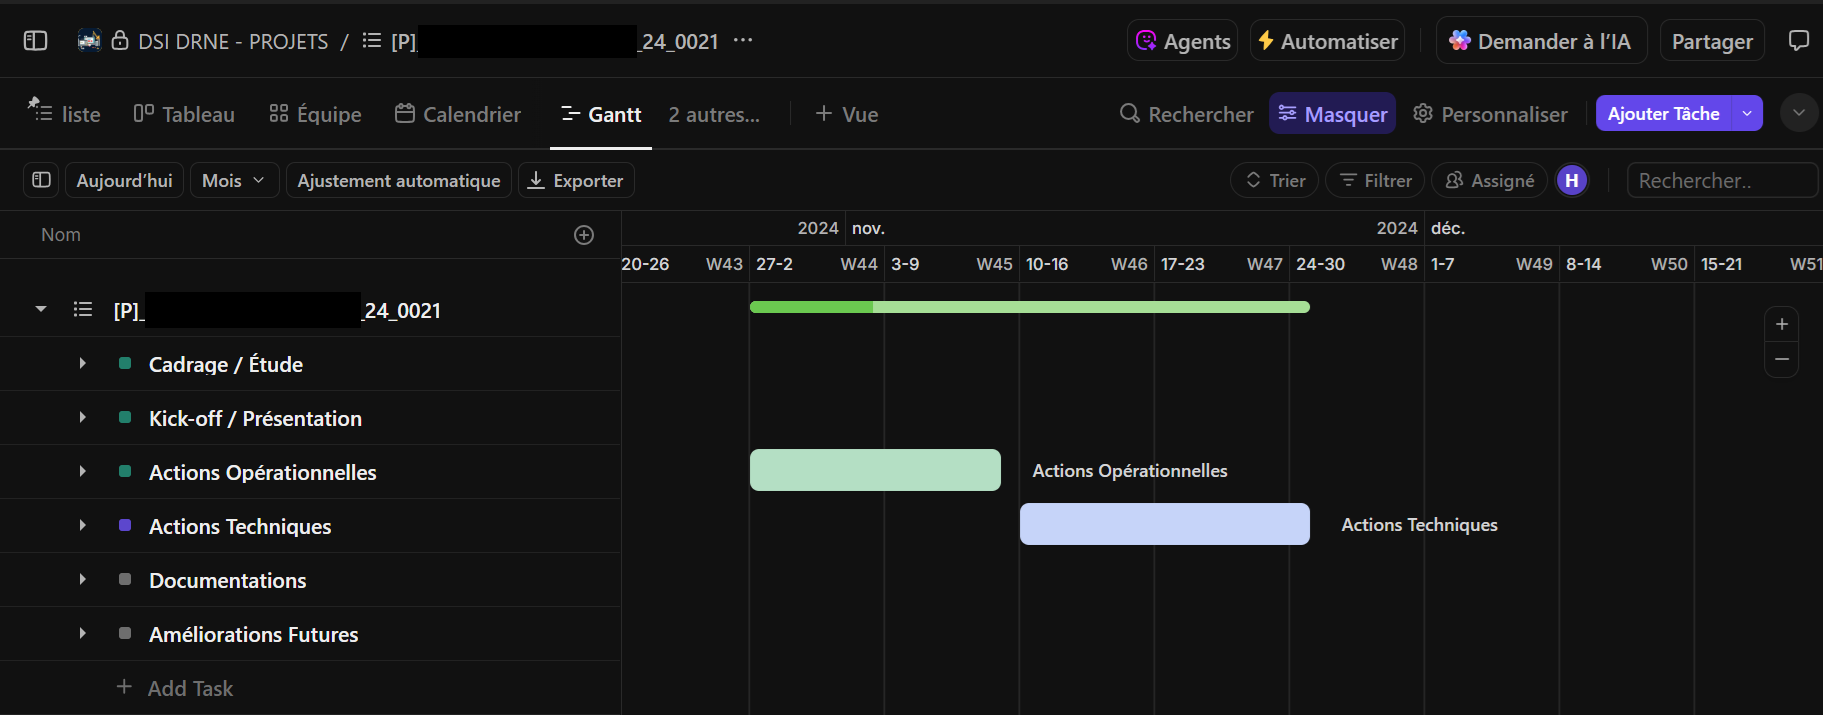 DSI DRNE - PROJETS / [P]_ _24_0021 ···
Agents Automatiser Demander à l'IA Partager
liste Tableau Équipe Calendrier Gantt 2 autres... + Vue
Rechercher Masquer Personnaliser Ajouter Tâche
Aujourd'hui Mois Ajustement automatique Exporter
Trier Filtrer Assigné H Rechercher..
Nom
2024 nov. 2024 déc.
20-26 W43 27-2 W44 3-9 W45 10-16 W46 17-23 W47 24-30 W48 1-7 W49 8-14 W50 15-21 W51
[P]_ _24_0021
Cadrage / Étude
Kick-off / Présentation
Actions Opérationnelles Actions Opérationnelles
Actions Techniques Actions Techniques
Documentations
Améliorations Futures
+ Add Task